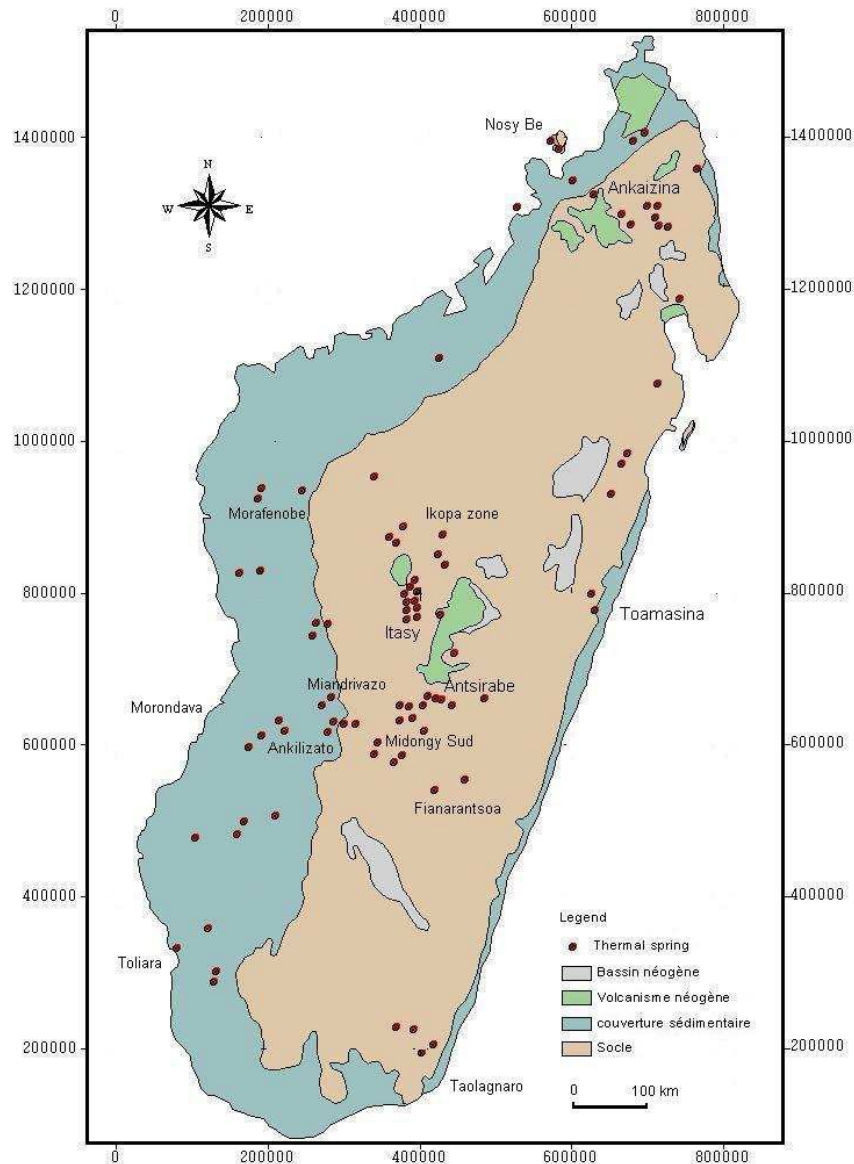 0 200000 400000 600000 800000
Nosy Be
1400000 1400000
N
W E
S
Ankaizina
1200000 1200000
1000000 1000000
Morafenobe
Ikopa zone
800000 800000
Itasy
Toamasina
Miandrivazo
Antsirabe
Morondava
600000 600000
Ankilizato
Midongy Sud
Fianarantsoa
400000 400000
Legend
Thermal spring
Bassin néogène
Volcanisme néogène
couverture sédimentaire
Socle
Toliara
200000 200000
Taolagnaro
0 100 km
0 200000 400000 600000 800000